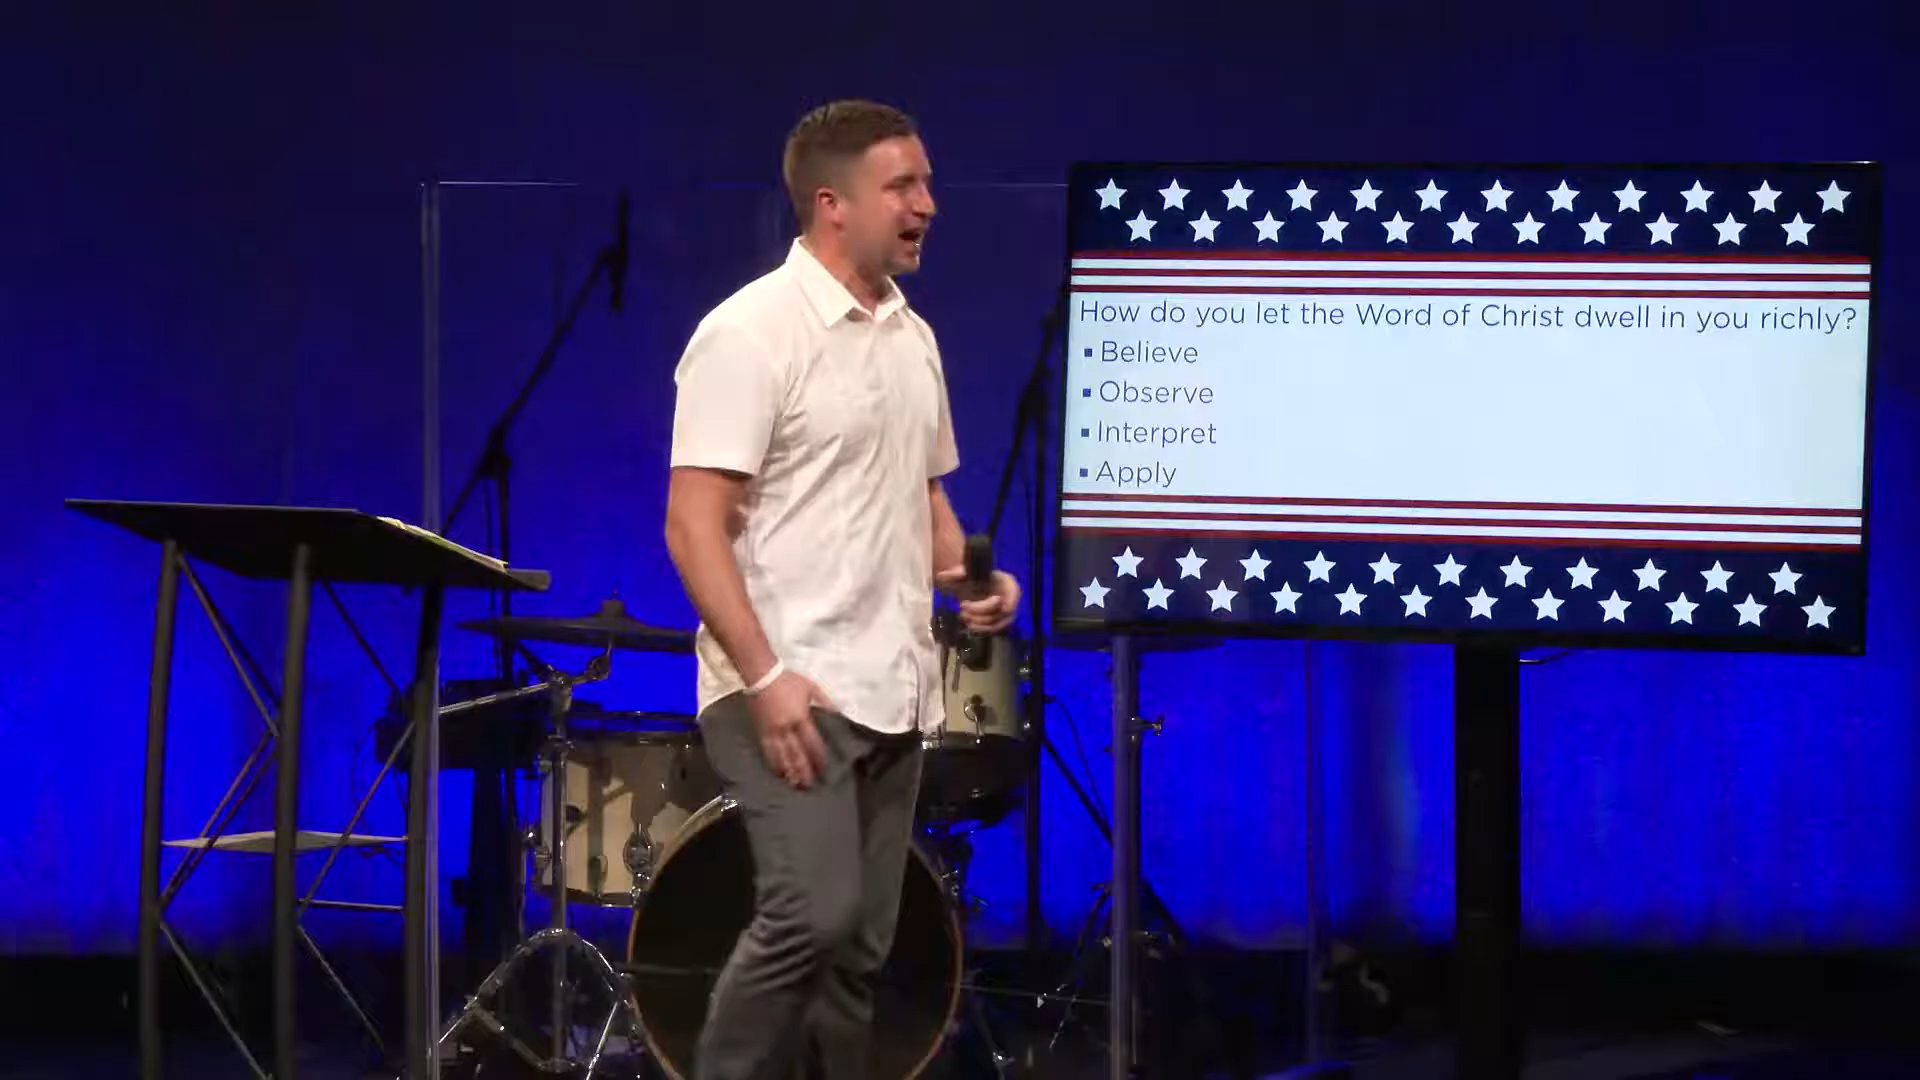 How do you let the Word of Christ dwell in you richly?
▪ Believe
▪ Observe
▪ Interpret
▪ Apply